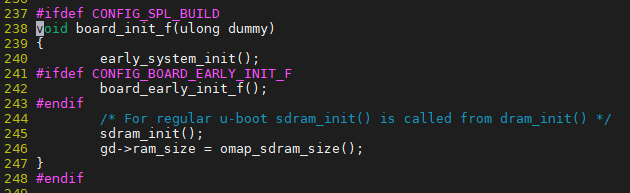 237 #ifdef CONFIG_SPL_BUILD
238 void board_init_f(ulong dummy)
239 {
240         early_system_init();
241 #ifdef CONFIG_BOARD_EARLY_INIT_F
242         board_early_init_f();
243 #endif
244         /* For regular u-boot sdram_init() is called from dram_init() */
245         sdram_init();
246         gd->ram_size = omap_sdram_size();
247 }
248 #endif